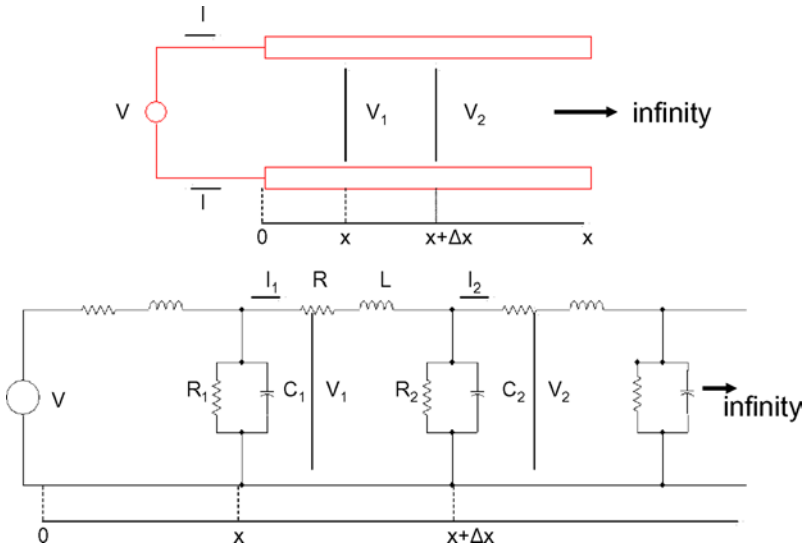 I
V V₁ V₂ infinity
I
0 x x+Δx x
I₁ R L I₂
V R₁ C₁ V₁ R₂ C₂ V₂ infinity
0 x x+Δx